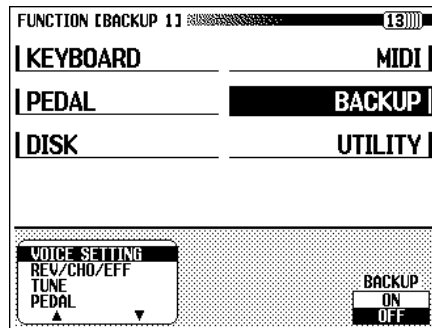 FUNCTION [BACKUP 1] 13
KEYBOARD MIDI
PEDAL BACKUP
DISK UTILITY
VOICE SETTING
REV/CHO/EFF
TUNE
PEDAL
BACKUP
ON
OFF